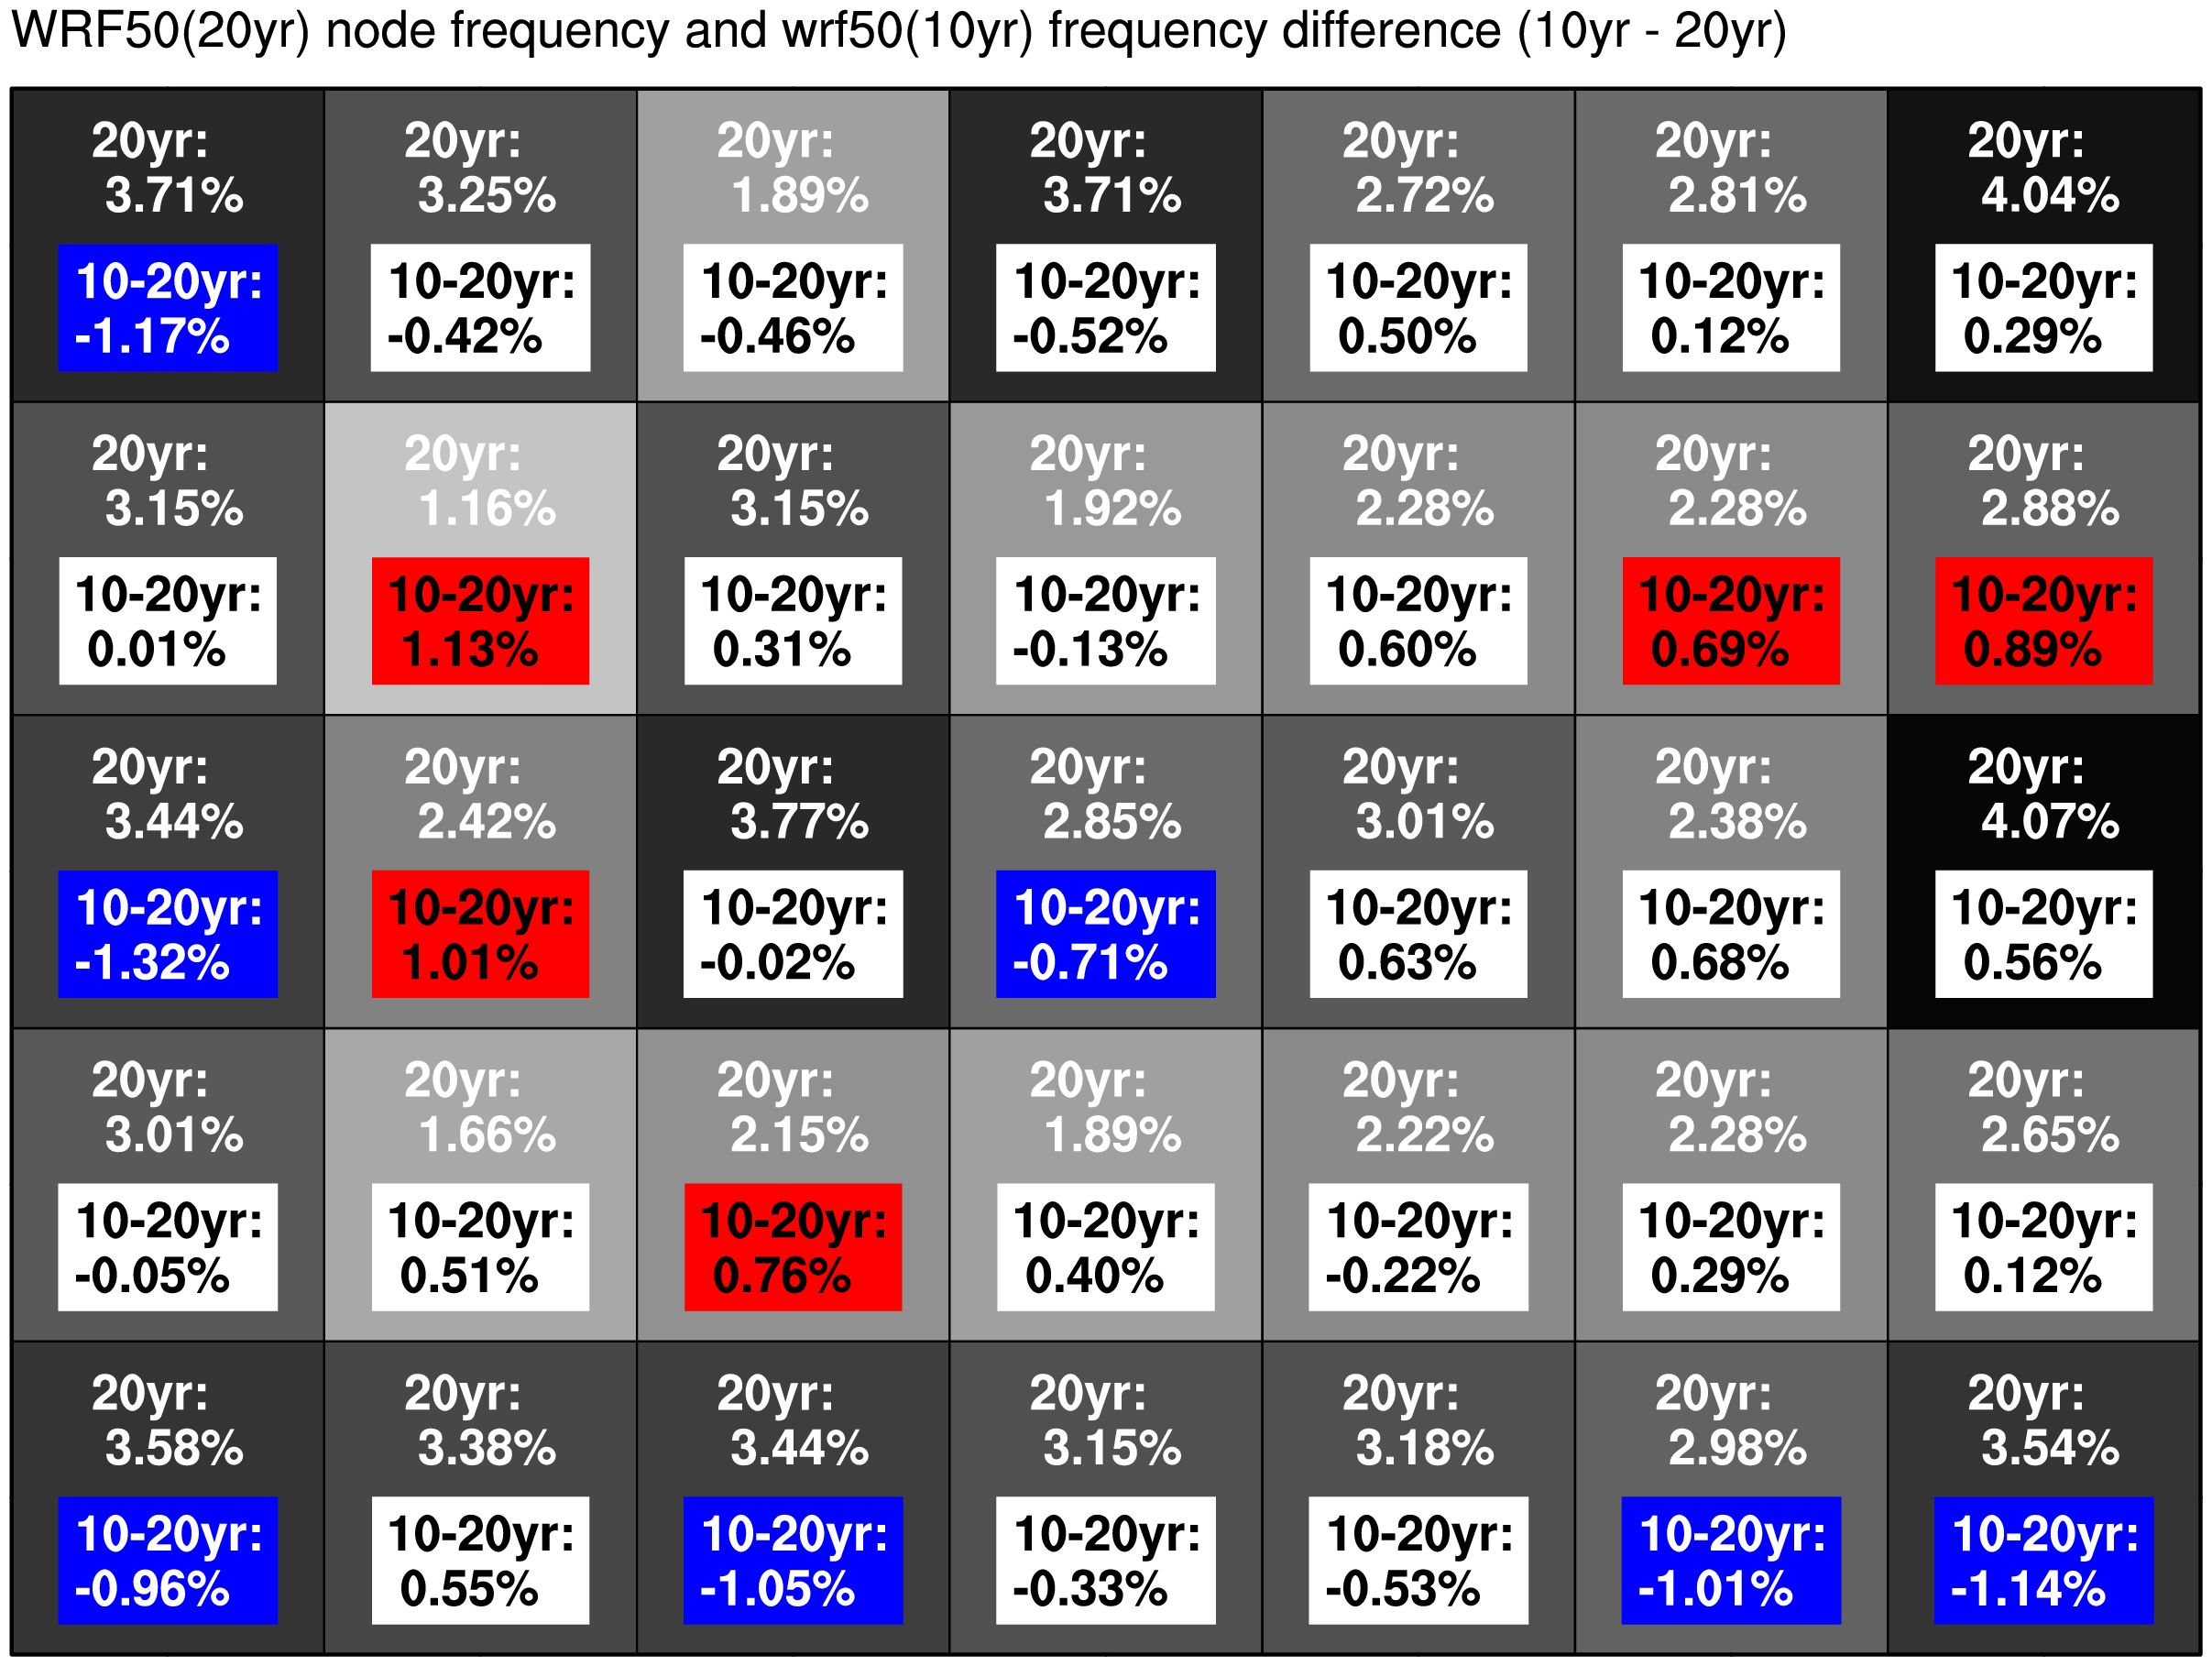 WRF50(20yr) node frequency and wrf50(10yr) frequency difference (10yr - 20yr)
20yr:
3.71%
10-20yr:
-1.17%
20yr:
3.25%
10-20yr:
-0.42%
20yr:
1.89%
10-20yr:
-0.46%
20yr:
3.71%
10-20yr:
-0.52%
20yr:
2.72%
10-20yr:
0.50%
20yr:
2.81%
10-20yr:
0.12%
20yr:
4.04%
10-20yr:
0.29%
20yr:
3.15%
10-20yr:
0.01%
20yr:
1.16%
10-20yr:
1.13%
20yr:
3.15%
10-20yr:
0.31%
20yr:
1.92%
10-20yr:
-0.13%
20yr:
2.28%
10-20yr:
0.60%
20yr:
2.28%
10-20yr:
0.69%
20yr:
2.88%
10-20yr:
0.89%
20yr:
3.44%
10-20yr:
-1.32%
20yr:
2.42%
10-20yr:
1.01%
20yr:
3.77%
10-20yr:
-0.02%
20yr:
2.85%
10-20yr:
-0.71%
20yr:
3.01%
10-20yr:
0.63%
20yr:
2.38%
10-20yr:
0.68%
20yr:
4.07%
10-20yr:
0.56%
20yr:
3.01%
10-20yr:
-0.05%
20yr:
1.66%
10-20yr:
0.51%
20yr:
2.15%
10-20yr:
0.76%
20yr:
1.89%
10-20yr:
0.40%
20yr:
2.22%
10-20yr:
-0.22%
20yr:
2.28%
10-20yr:
0.29%
20yr:
2.65%
10-20yr:
0.12%
20yr:
3.58%
10-20yr:
-0.96%
20yr:
3.38%
10-20yr:
0.55%
20yr:
3.44%
10-20yr:
-1.05%
20yr:
3.15%
10-20yr:
-0.33%
20yr:
3.18%
10-20yr:
-0.53%
20yr:
2.98%
10-20yr:
-1.01%
20yr:
3.54%
10-20yr:
-1.14%